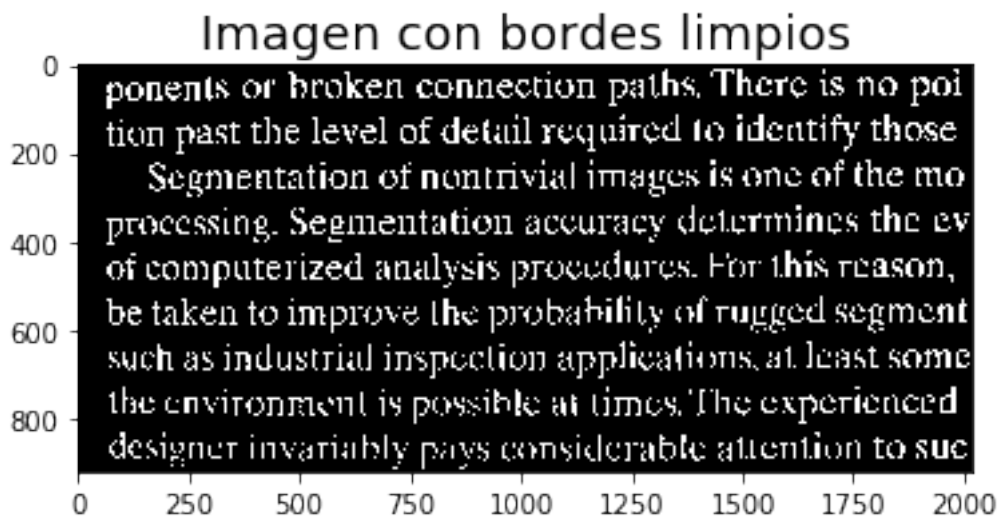 Imagen con bordes limpios
0
ponents or broken connection paths. There is no poi
200
tion past the level of detail required to identify those
Segmentation of nontrivial images is one of the mo
400
processing. Segmentation accuracy determines the ev
of computerized analysis procedures. For this reason,
600
be taken to improve the probability of rugged segment
such as industrial inspection applications, at least some
800
the environment is possible at times. The experienced
designer invariably pays considerable attention to suc
0 250 500 750 1000 1250 1500 1750 2000